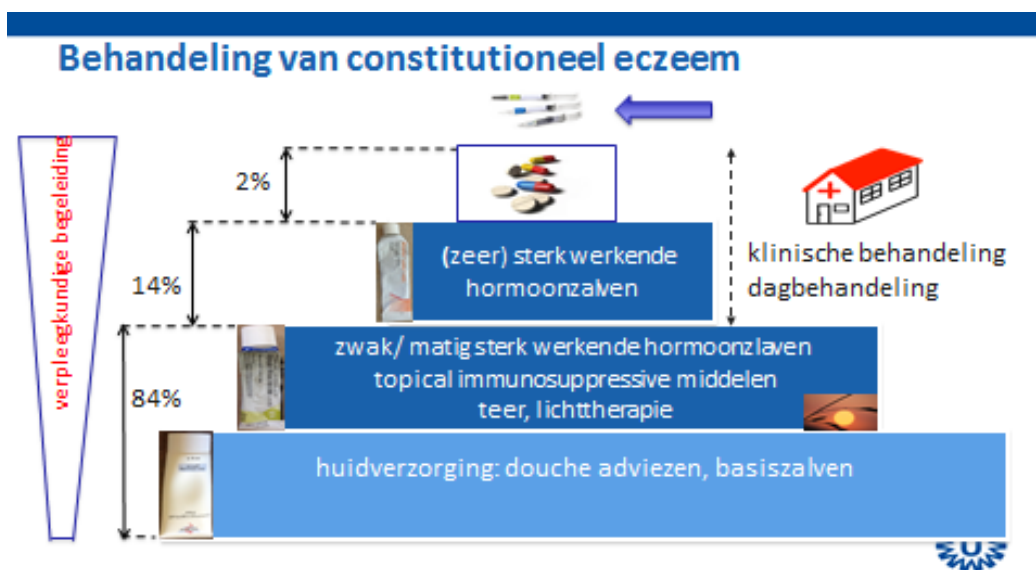 Behandeling van constitutioneel eczeem
verpleegkundige begeleiding
2%
14%
84%
(zeer) sterk werkende
hormoonzalven
klinische behandeling
dagbehandeling
zwak/ matig sterk werkende hormoonzlaven
topical immunosuppressive middelen
teer, lichttherapie
huidverzorging: douche adviezen, basiszalven